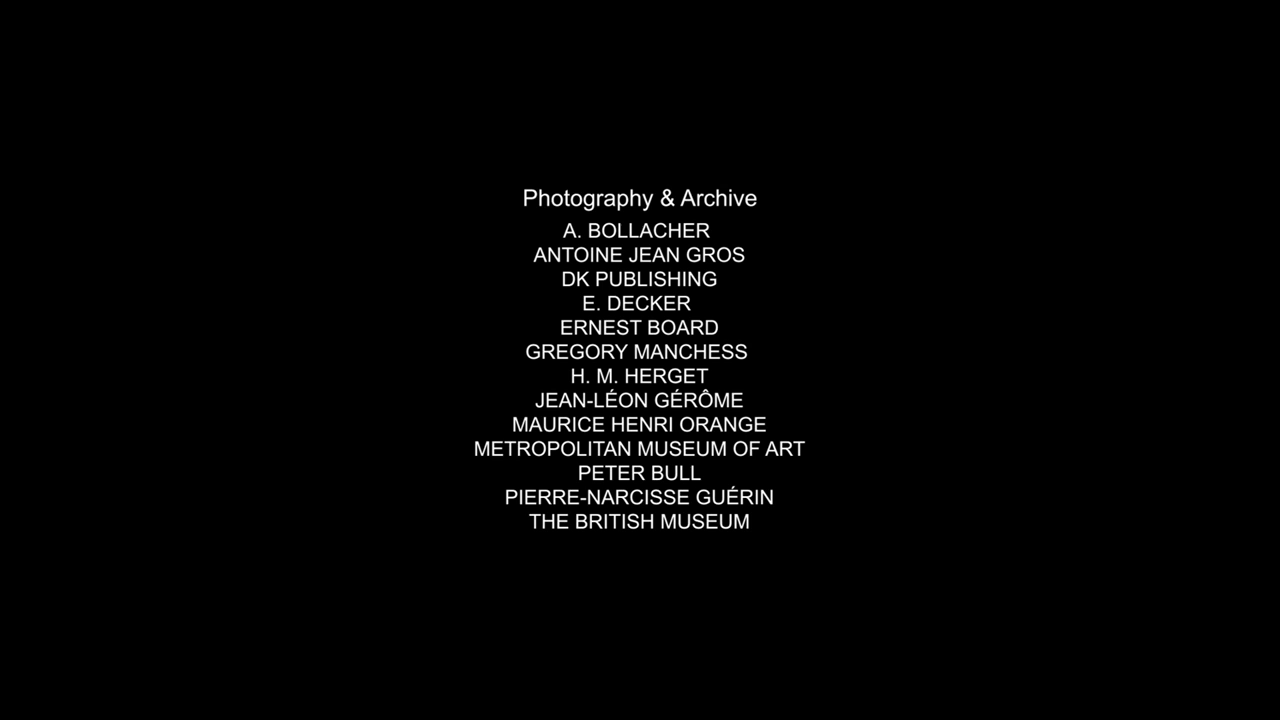 Photography & Archive
A. BOLLACHER
ANTOINE JEAN GROS
DK PUBLISHING
E. DECKER
ERNEST BOARD
GREGORY MANCHESS
H. M. HERGET
JEAN-LÉON GÉRÔME
MAURICE HENRI ORANGE
METROPOLITAN MUSEUM OF ART
PETER BULL
PIERRE-NARCISSE GUÉRIN
THE BRITISH MUSEUM